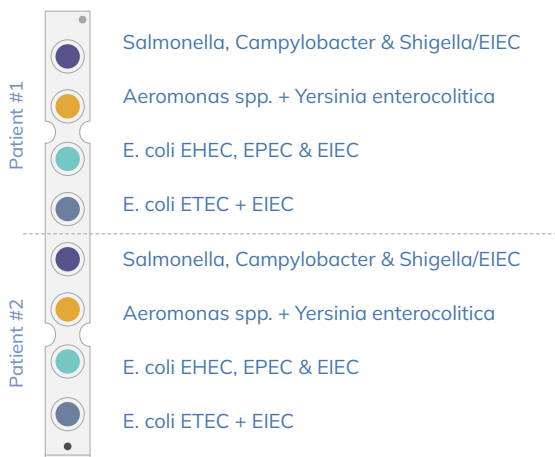 Patient #1
Salmonella, Campylobacter & Shigella/EIEC
Aeromonas spp. + Yersinia enterocolitica
E. coli EHEC, EPEC & EIEC
E. coli ETEC + EIEC
Patient #2
Salmonella, Campylobacter & Shigella/EIEC
Aeromonas spp. + Yersinia enterocolitica
E. coli EHEC, EPEC & EIEC
E. coli ETEC + EIEC